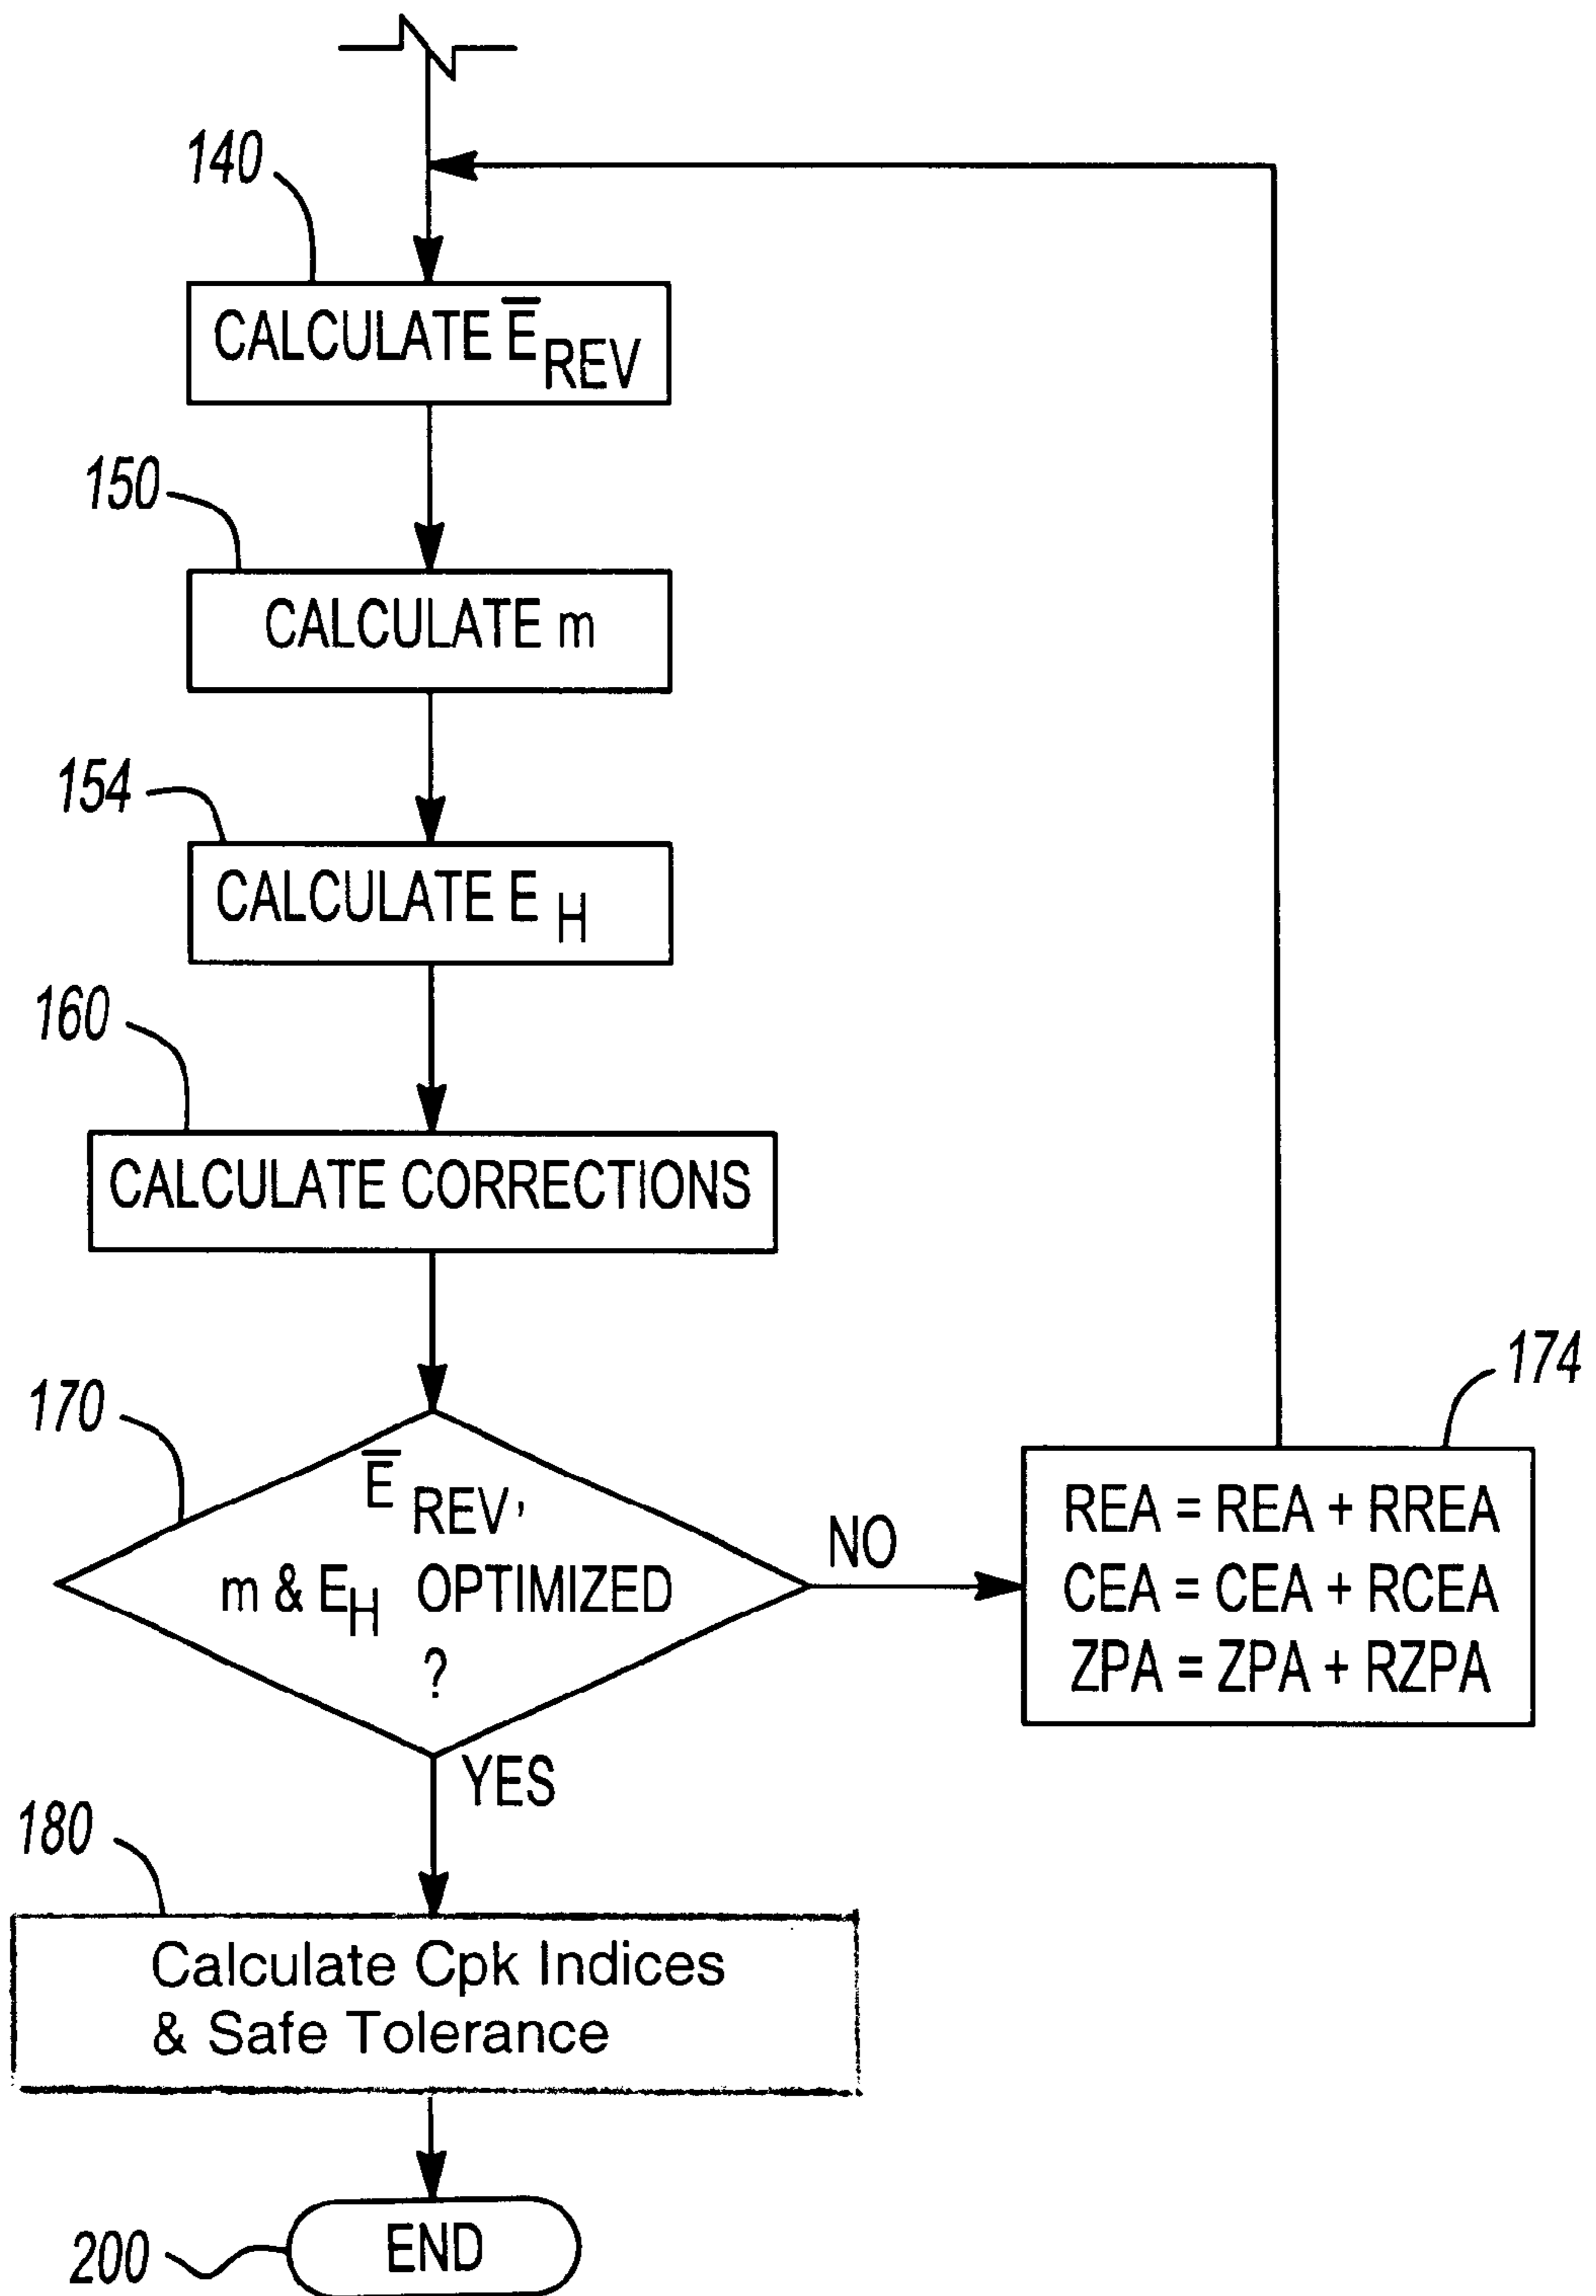 140
CALCULATE E̅ REV
150
CALCULATE m
154
CALCULATE E H
160
CALCULATE CORRECTIONS
170
E̅ REV,
m & E H OPTIMIZED
?
NO
174
REA = REA + RREA
CEA = CEA + RCEA
ZPA = ZPA + RZPA
YES
180
Calculate Cpk Indices
& Safe Tolerance
200
END